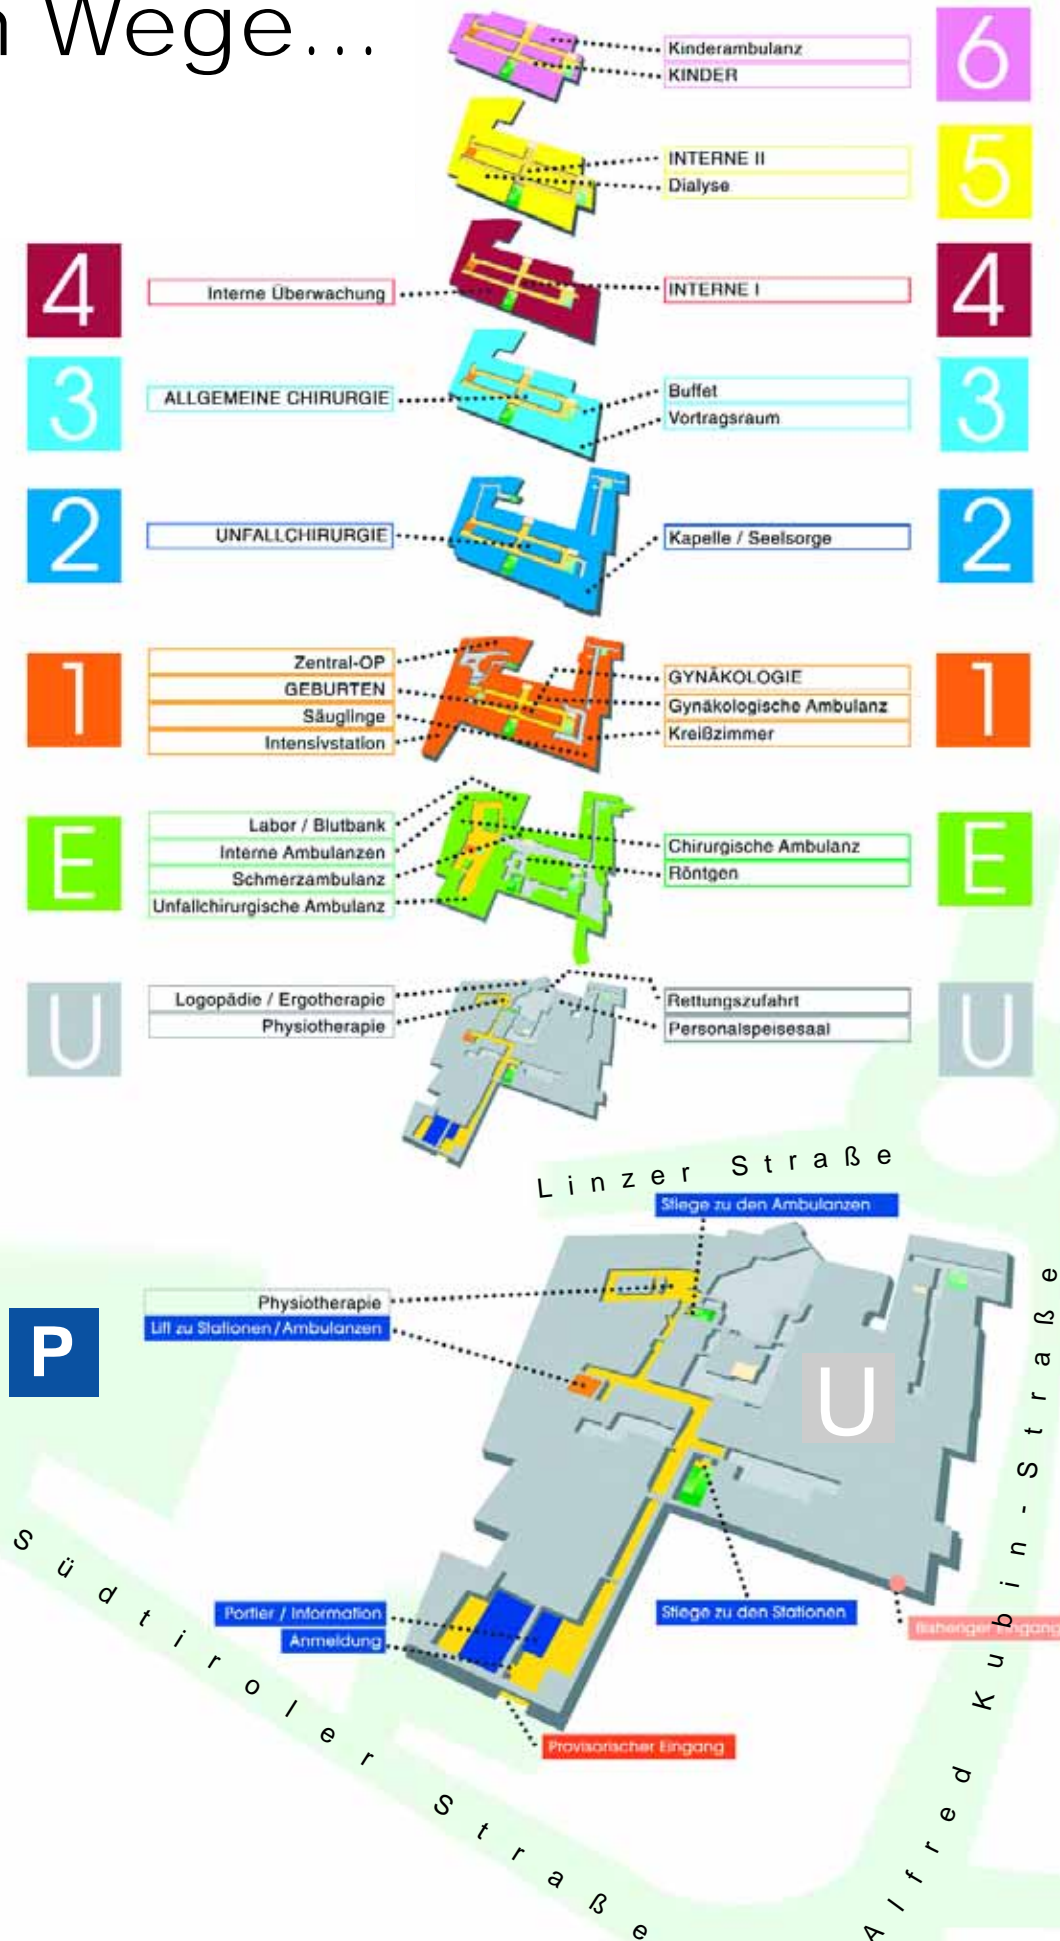 n Wege...
6
Kinderambulanz
KINDER
5
INTERNE II
Dialyse
4
Interne Überwachung
INTERNE I
4
3
ALLGEMEINE CHIRURGIE
Buffet
Vortragsraum
3
2
UNFALLCHIRURGIE
Kapelle / Seelsorge
2
1
Zentral-OP
GEBURTEN
Säuglinge
Intensivstation
GYNÄKOLOGIE
Gynäkologische Ambulanz
Kreißzimmer
1
E
Labor / Blutbank
Interne Ambulanzen
Schmerzambulanz
Unfallchirurgische Ambulanz
Chirurgische Ambulanz
Röntgen
E
U
Logopädie / Ergotherapie
Physiotherapie
Rettungszufahrt
Personalspeisesaal
U
Linzer Straße
Stiege zu den Ambulanzen
Physiotherapie
Lift zu Stationen/Ambulanzen
P
U
Stiege zu den Stationen
Portier / Information
Anmeldung
Bisheriger Eingang
Provisorischer Eingang
Südtiroler Straße
Alfred Kubin-Straße